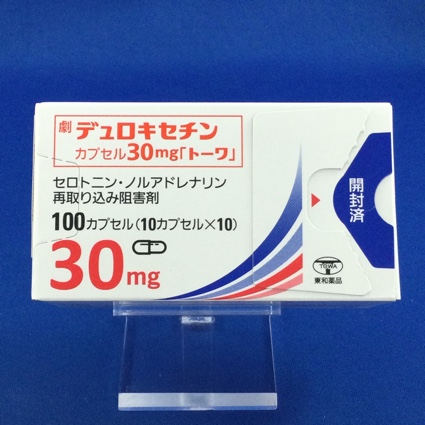 劇 デュロキセチン
カプセル30mg「トーワ」
セロトニン・ノルアドレナリン
再取り込み阻害剤
100カプセル(10カプセル×10)
30mg
開封済
TOWA
東和薬品